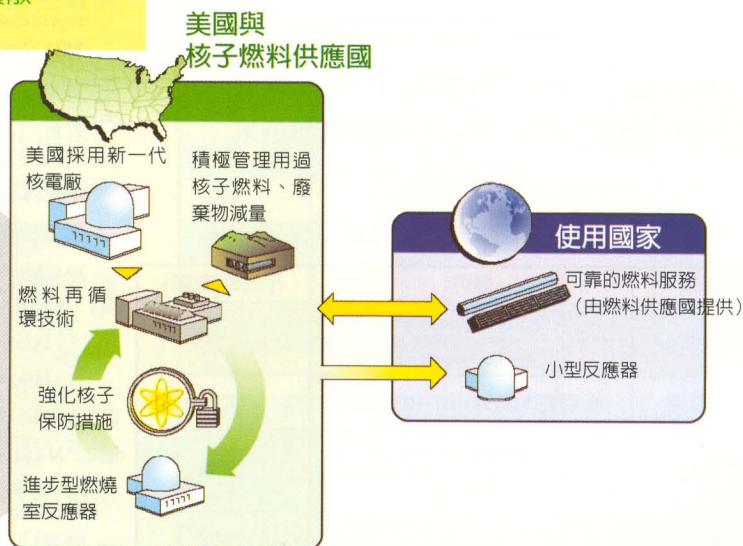 美國與
核子燃料供應國
美國採用新一代
核電廠
積極管理用過
核子燃料、廢
棄物減量
燃料再循
環技術
強化核子
保防措施
進步型燃燒
室反應器
使用國家
可靠的燃料服務
（由燃料供應國提供）
小型反應器